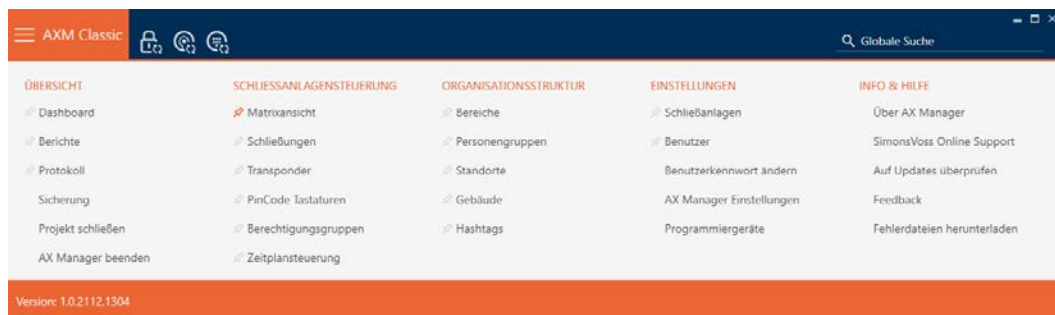 AXM Classic
Globale Suche
ÜBERSICHT
Dashboard
Berichte
Protokoll
Sicherung
Projekt schließen
AX Manager beenden
SCHLIESSANLAGENSTEUERUNG
Matrixansicht
Schließungen
Transponder
PinCode Tastaturen
Berechtigungsgruppen
Zeitplansteuerung
ORGANISATIONSSTRUKTUR
Bereiche
Personengruppen
Standorte
Gebäude
Hashtags
EINSTELLUNGEN
Schließanlagen
Benutzer
Benutzerkennwort ändern
AX Manager Einstellungen
Programmiergeräte
INFO & HILFE
Über AX Manager
SimonsVoss Online Support
Auf Updates überprüfen
Feedback
Fehlerdateien herunterladen
Version: 1.0.2112.1304